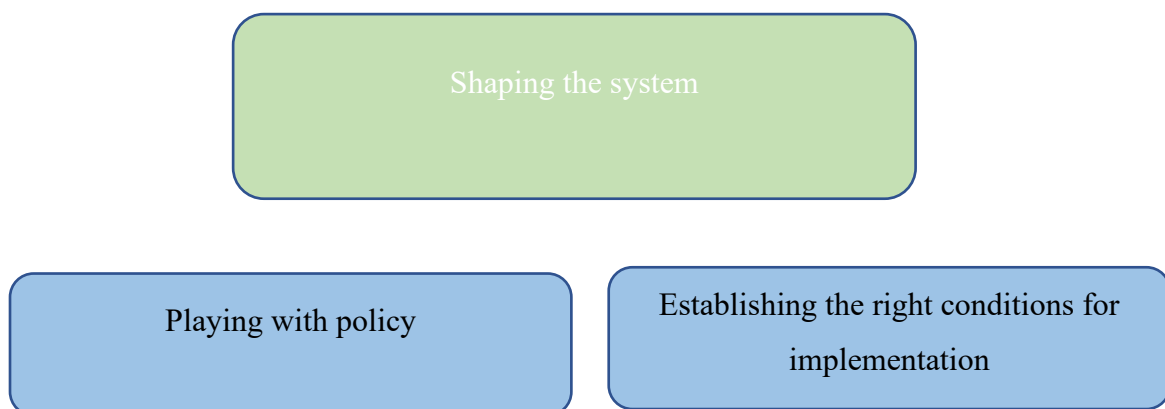 Shaping the system
Playing with policy
Establishing the right conditions for
implementation